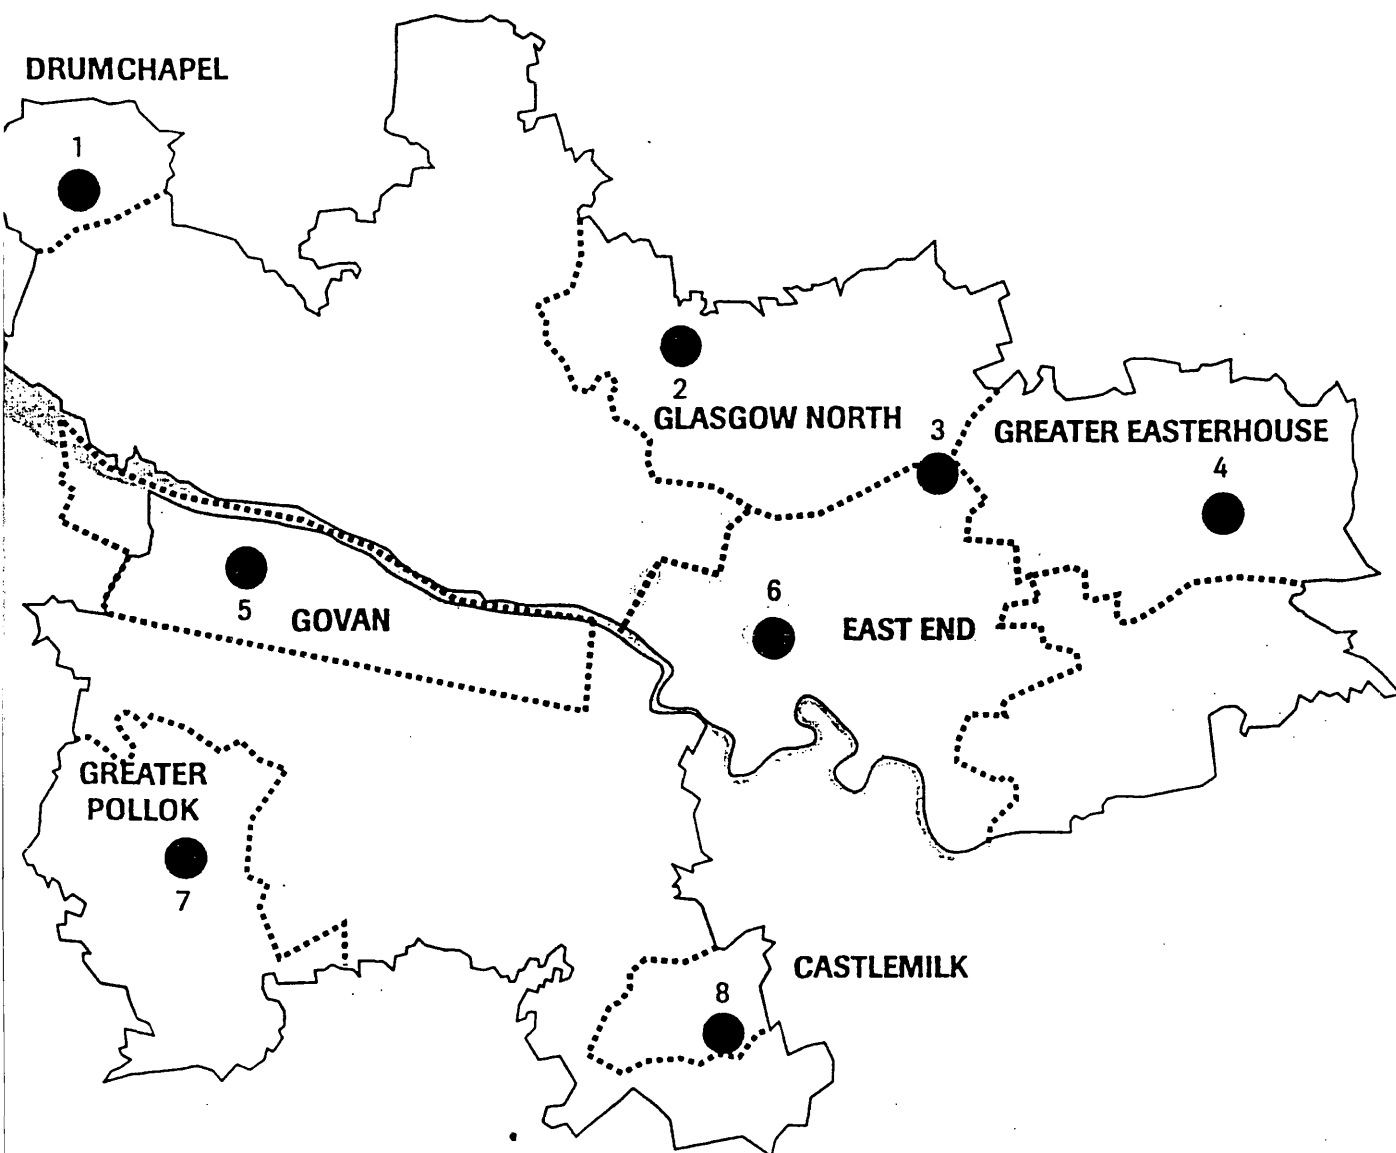 DRUMCHAPEL
1
2
GLASGOW NORTH
3
GREATER EASTERHOUSE
4
5
GOVAN
6
EAST END
GREATER
POLLOK
7
CASTLEMILK
8